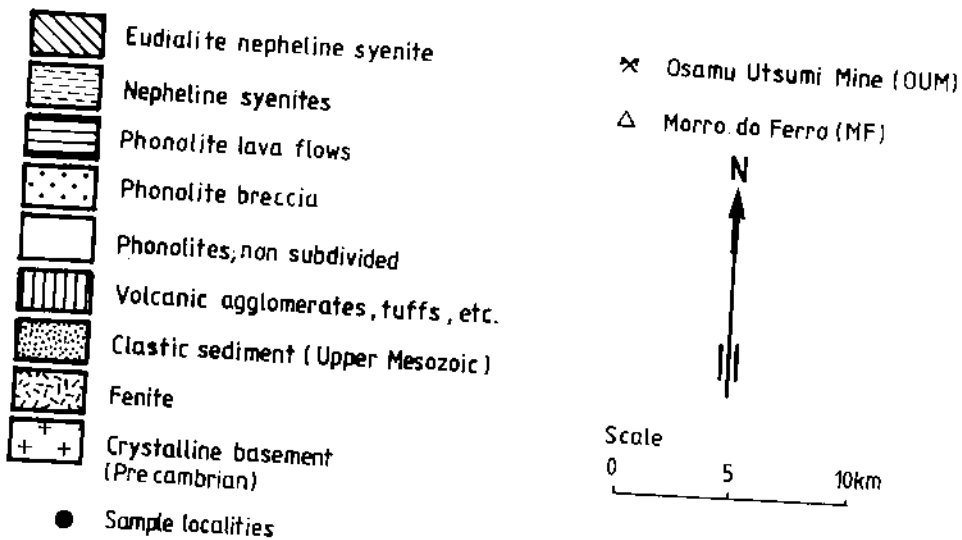 Eudialite nepheline syenite
Nepheline syenites
Phonolite lava flows
Phonolite breccia
Phonolites, non subdivided
Volcanic agglomerates, tuffs, etc.
Clastic sediment (Upper Mesozoic)
Fenite
Crystalline basement
(Precambrian)
Sample localities
Osamu Utsumi Mine (OUM)
Morro do Ferro (MF)
N
Scale
0 5 10km